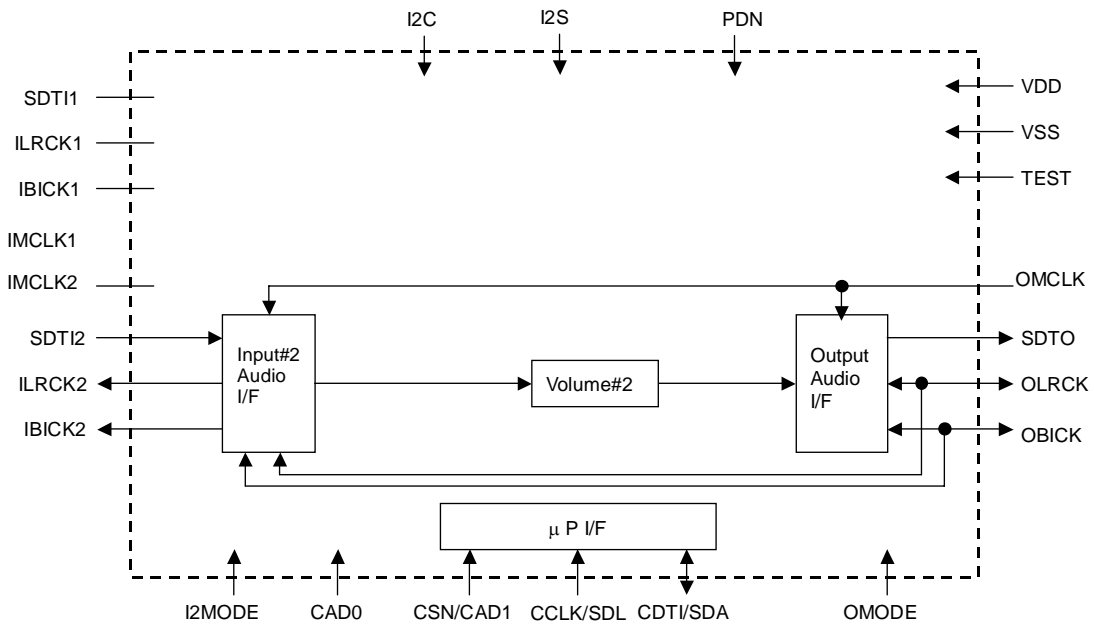 I2C
I2S
PDN
SDTI1
ILRCK1
IBICK1
IMCLK1
IMCLK2
SDTI2
ILRCK2
IBICK2
VDD
VSS
TEST
OMCLK
SDTO
OLRCK
OBICK
Input#2
Audio
I/F
Volume#2
Output
Audio
I/F
μ P I/F
I2MODE
CAD0
CSN/CAD1
CCLK/SDL
CDTI/SDA
OMODE